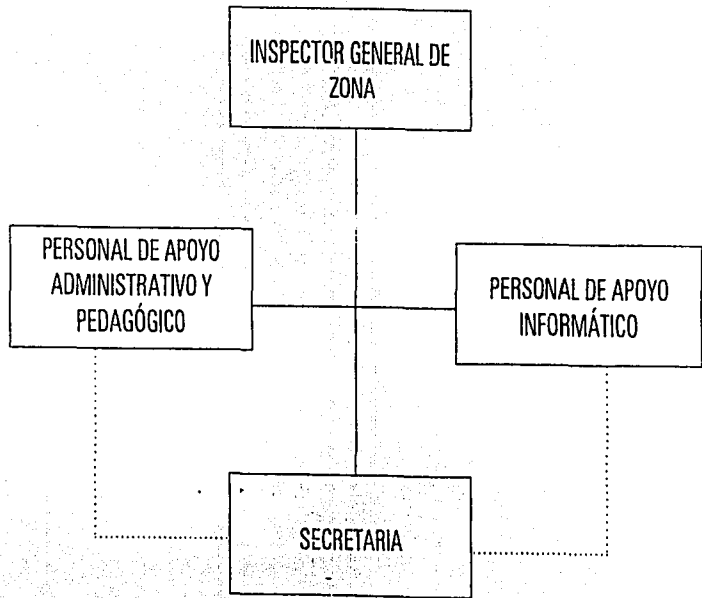 INSPECTOR GENERAL DE
ZONA
PERSONAL DE APOYO
ADMINISTRATIVO Y
PEDAGÓGICO
PERSONAL DE APOYO
INFORMÁTICO
SECRETARIA